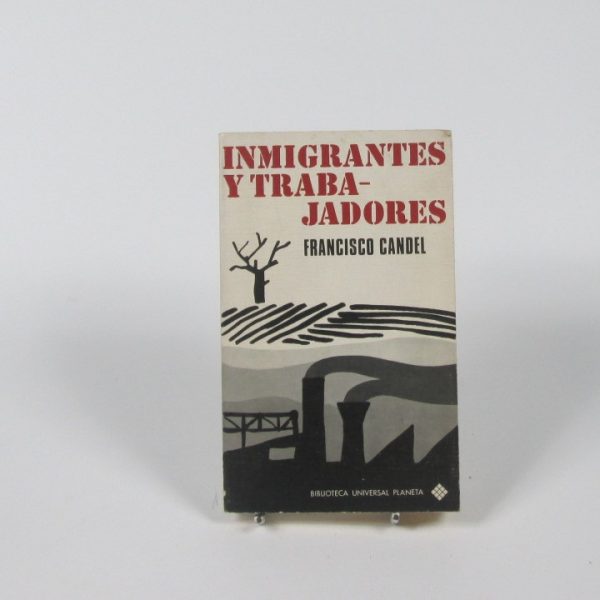 INMIGRANTES
Y TRABA-
JADORES
FRANCISCO CANDEL
BIBLIOTECA UNIVERSAL PLANETA